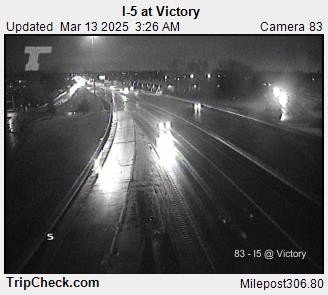 I-5 at Victory
Updated Mar 13 2025 3:26 AM Camera 83
T
S
83 - I5 @ Victory
TripCheck.com Milepost306.80